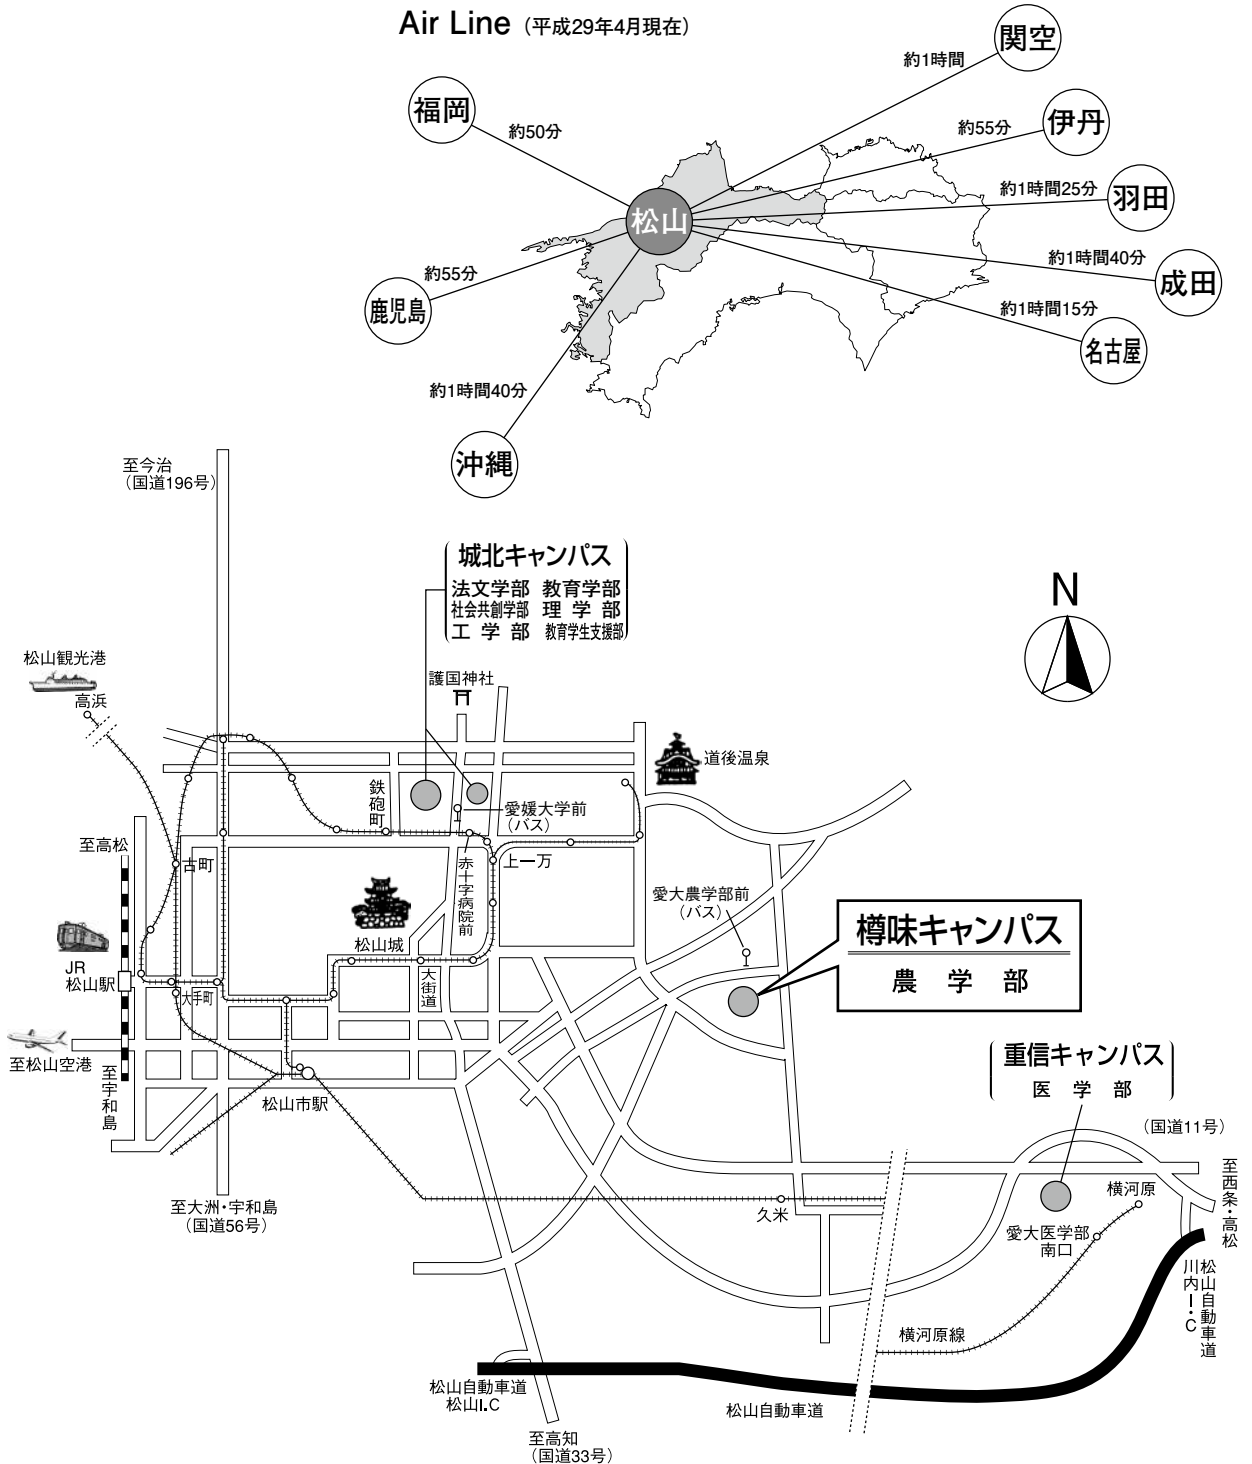 Air Line（平成29年4月現在）
関空
約1時間
福岡
約50分
伊丹
約55分
羽田
約1時間25分
松山
成田
約1時間40分
鹿児島
約55分
名古屋
約1時間15分
沖縄
約1時間40分
至今治
（国道196号）
城北キャンパス
法文学部 教育学部
社会共創学部 理学部
工学部 教育学生支援部
N
松山観光港
高浜
護国神社
道後温泉
鉄砲町
愛媛大学前
（バス）
至高松
古町
赤十字病院前
上一万
愛大農学部前
（バス）
樽味キャンパス
農学部
松山城
JR
松山駅
大手町
大街道
至松山空港
至宇和島
松山市駅
重信キャンパス
医学部
（国道11号）
至西条・高松
至大洲・宇和島
（国道56号）
久米
横河原
愛大医学部
南口
松山自動車道
川内I・C
横河原線
松山自動車道
松山I.C
松山自動車道
至高知
（国道33号）